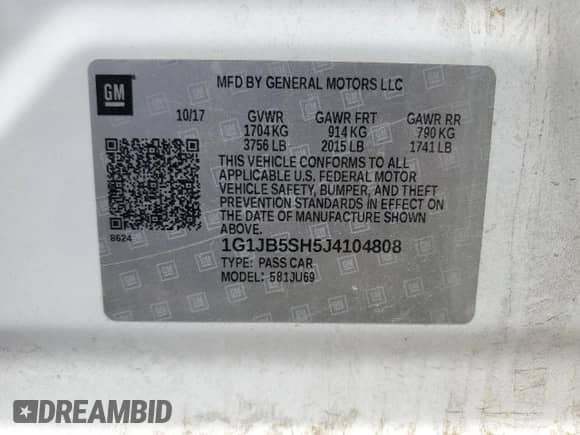 MFD BY GENERAL MOTORS LLC
GM
10/17 GVWR GAWR FRT GAWR RR
1704 KG 914 KG 790 KG
3756 LB 2015 LB 1741 LB
THIS VEHICLE CONFORMS TO ALL
APPLICABLE U.S. FEDERAL MOTOR
VEHICLE SAFETY, BUMPER, AND THEFT
PREVENTION STANDARDS IN EFFECT ON
THE DATE OF MANUFACTURE SHOWN
ABOVE.
8624
1G1JB5SH5J4104808
TYPE: PASS CAR
MODEL: 581JU69
DREAMBID